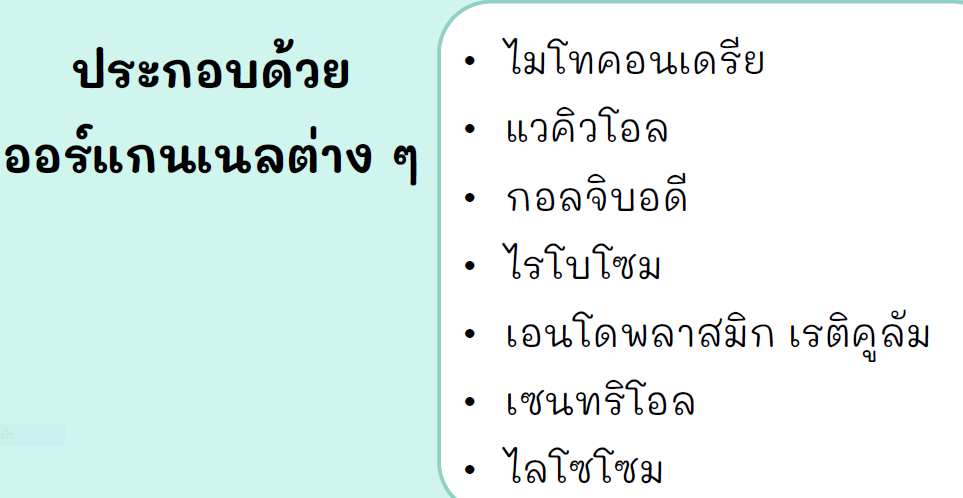 ประกอบด้วย
ออร์แกนเนลต่าง ๆ
• ไมโทคอนเดรีย
• แวคิวโอล
• กอลจิบอดี
• ไรโบโซม
• เอนโดพลาสมิก เรติคูลัม
• เซนทริโอล
• ไลโซโซม